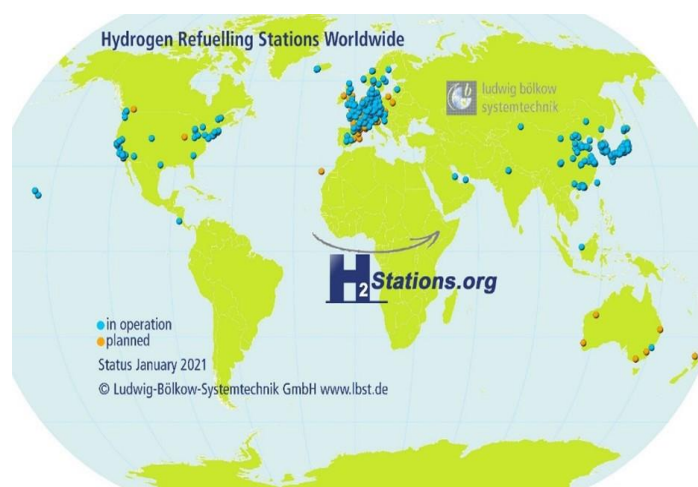 Hydrogen Refuelling Stations Worldwide
ludwig bölkow
systemtechnik
H2Stations.org
in operation
planned
Status January 2021
© Ludwig-Bölkow-Systemtechnik GmbH www.lbst.de